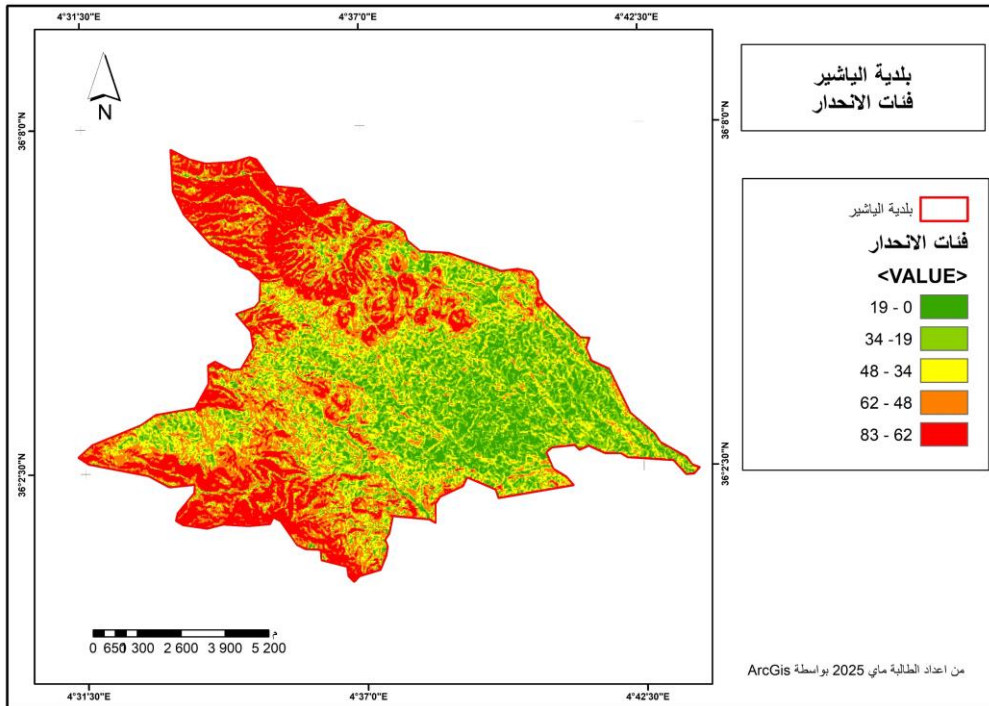 4°31'30"E 4°37'0"E 4°42'30"E
بلدية الياشير
فئات الانحدار
N
36°8'0"N 36°8'0"N
بلدية الياشير
فئات الانحدار
<VALUE>
19 - 0
34 -19
48 - 34
62 - 48
83 - 62
36°2'30"N 36°2'30"N
م
0 650 1 300 2 600 3 900 5 200
من اعداد الطالبة ماي 2025 بواسطة ArcGis
4°31'30"E 4°37'0"E 4°42'30"E